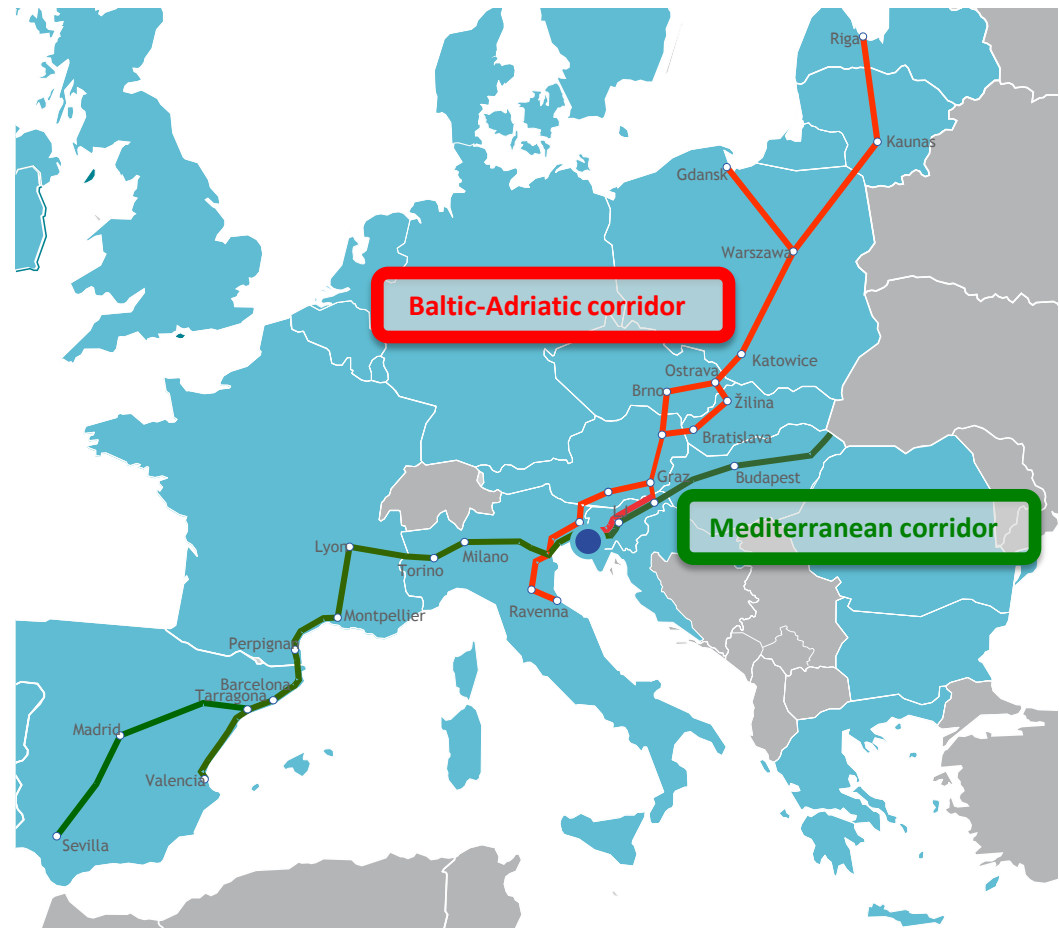 Riga
Kaunas
Gdansk
Warszawa
Baltic-Adriatic corridor
Katowice
Ostrava
Brno
Žilina
Bratislava
Graz
Budapest
Mediterranean corridor
Lyon
Milano
Torino
Ravenna
Montpellier
Perpignan
Barcelona
Tarragona
Madrid
Valencia
Sevilla